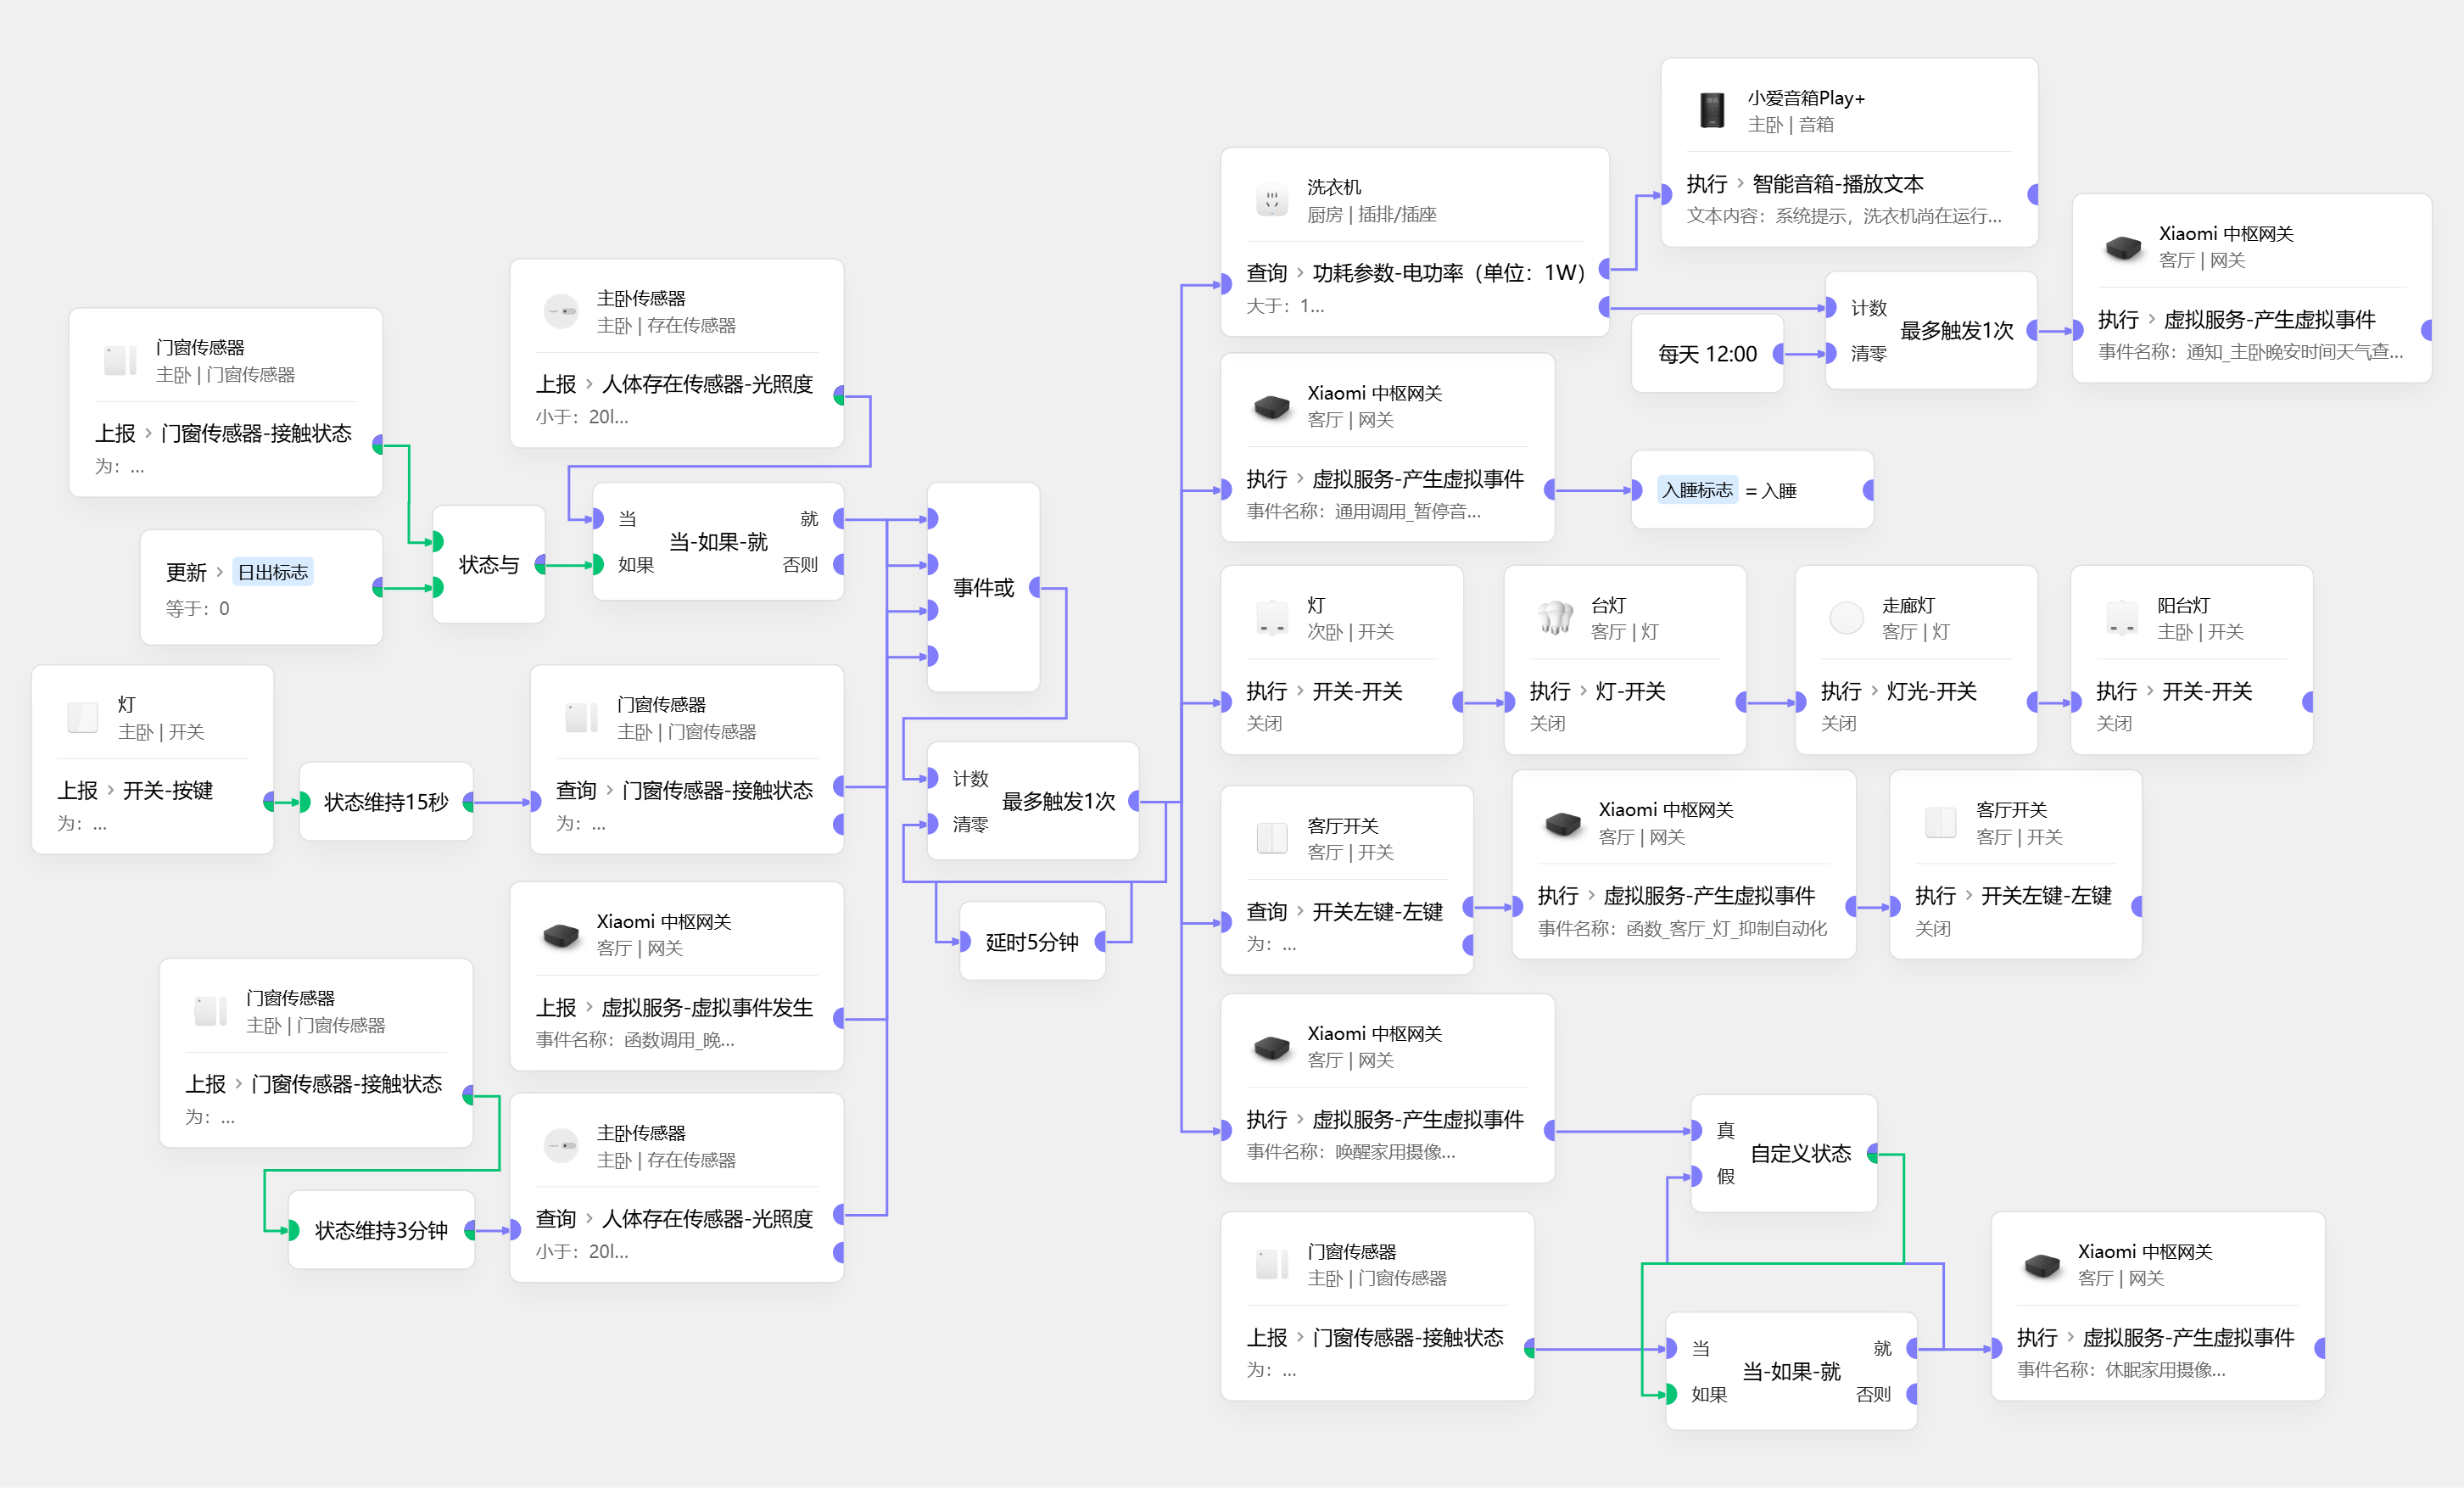 小爱音箱Play+
主卧 | 音箱
执行 › 智能音箱-播放文本
文本内容：系统提示，洗衣机尚在运行...
洗衣机
厨房 | 插排/插座
查询 › 功耗参数-电功率（单位：1W）
大于：1...
Xiaomi 中枢网关
客厅 | 网关
执行 › 虚拟服务-产生虚拟事件
事件名称：通知_主卧晚安时间天气查...
计数
清零
最多触发1次
每天 12:00
主卧传感器
主卧 | 存在传感器
上报 › 人体存在传感器-光照度
小于：20l...
门窗传感器
主卧 | 门窗传感器
上报 › 门窗传感器-接触状态
为：...
Xiaomi 中枢网关
客厅 | 网关
执行 › 虚拟服务-产生虚拟事件
事件名称：通用调用_暂停音...
入睡标志 = 入睡
更新 › 日出标志
等于：0
状态与
当
如果
当-如果-就
就
否则
事件或
灯
次卧 | 开关
执行 › 开关-开关
关闭
台灯
客厅 | 灯
执行 › 灯-开关
关闭
走廊灯
客厅 | 灯
执行 › 灯光-开关
关闭
阳台灯
主卧 | 开关
执行 › 开关-开关
关闭
灯
主卧 | 开关
上报 › 开关-按键
为：...
状态维持15秒
门窗传感器
主卧 | 门窗传感器
查询 › 门窗传感器-接触状态
为：...
计数
清零
最多触发1次
延时5分钟
客厅开关
客厅 | 开关
查询 › 开关左键-左键
为：...
Xiaomi 中枢网关
客厅 | 网关
执行 › 虚拟服务-产生虚拟事件
事件名称：函数_客厅_灯_抑制自动化
客厅开关
客厅 | 开关
执行 › 开关左键-左键
关闭
Xiaomi 中枢网关
客厅 | 网关
上报 › 虚拟服务-虚拟事件发生
事件名称：函数调用_晚...
门窗传感器
主卧 | 门窗传感器
上报 › 门窗传感器-接触状态
为：...
状态维持3分钟
主卧传感器
主卧 | 存在传感器
查询 › 人体存在传感器-光照度
小于：20l...
Xiaomi 中枢网关
客厅 | 网关
执行 › 虚拟服务-产生虚拟事件
事件名称：唤醒家用摄像...
真
假
自定义状态
门窗传感器
主卧 | 门窗传感器
上报 › 门窗传感器-接触状态
为：...
当
如果
当-如果-就
就
否则
Xiaomi 中枢网关
客厅 | 网关
执行 › 虚拟服务-产生虚拟事件
事件名称：休眠家用摄像...